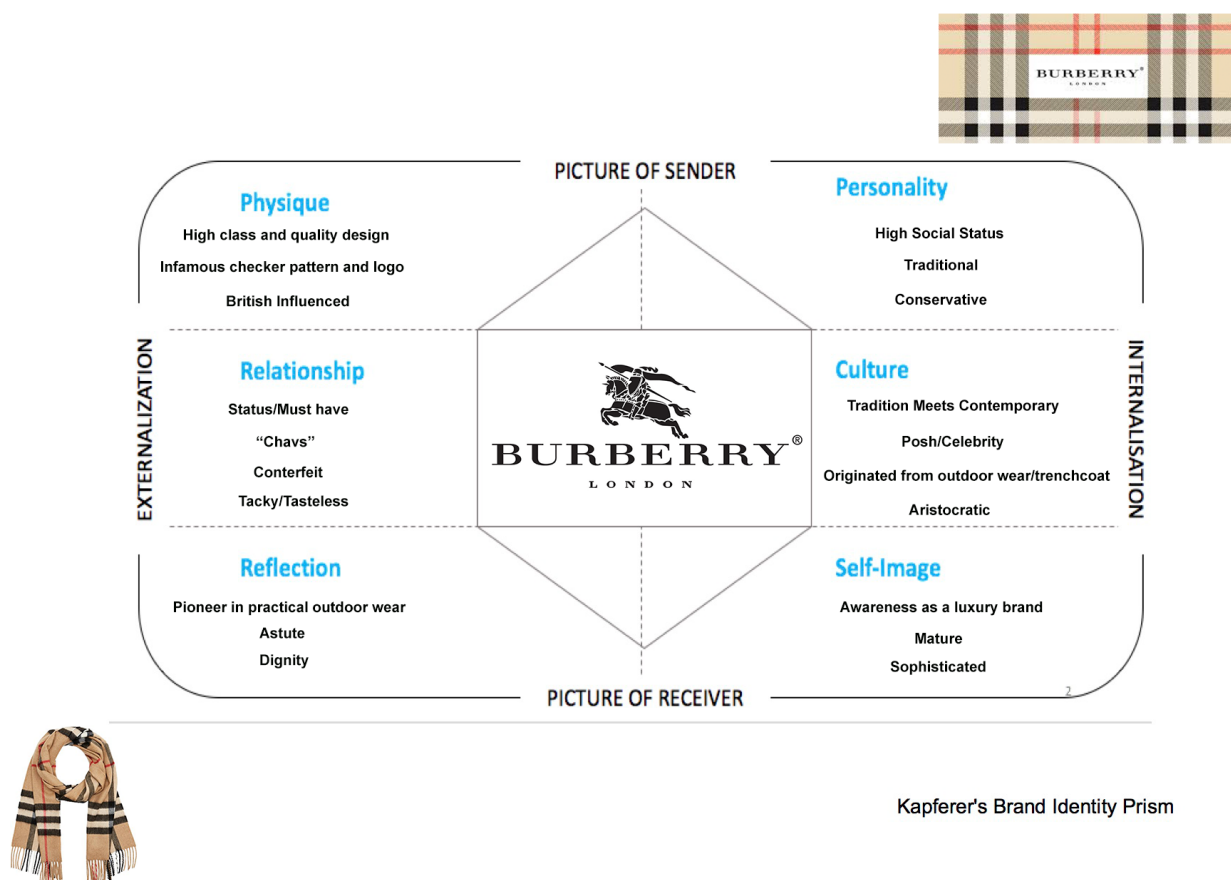 BURBERRY®
LONDON
PICTURE OF SENDER
Physique
High class and quality design
Infamous checker pattern and logo
British Influenced
Personality
High Social Status
Traditional
Conservative
EXTERNALIZATION
Relationship
Status/Must have
“Chavs”
Conterfeit
Tacky/Tasteless
BURBERRY®
LONDON
Culture
Tradition Meets Contemporary
Posh/Celebrity
Originated from outdoor wear/trenchcoat
Aristocratic
INTERNALISATION
Reflection
Pioneer in practical outdoor wear
Astute
Dignity
Self-Image
Awareness as a luxury brand
Mature
Sophisticated
2
PICTURE OF RECEIVER
Kapferer's Brand Identity Prism